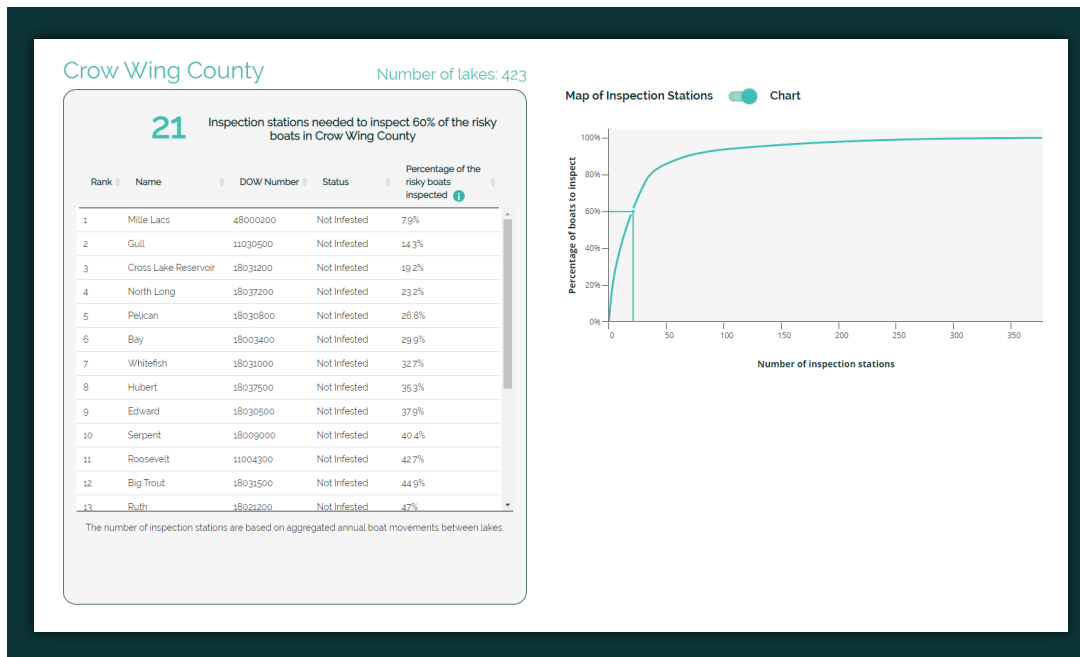 Crow Wing County
Number of lakes: 423
21
Inspection stations needed to inspect 60% of the risky
boats in Crow Wing County
Rank Name DOW Number Status Percentage of the
risky boats
inspected i
1 Mille Lacs 48000200 Not Infested 7.9%
2 Gull 11030500 Not Infested 14.3%
3 Cross Lake Reservoir 18031200 Not Infested 19.2%
4 North Long 18037200 Not Infested 23.2%
5 Pelican 18030800 Not Infested 26.8%
6 Bay 18003400 Not Infested 29.9%
7 Whitefish 18031000 Not Infested 32.7%
8 Hubert 18037500 Not Infested 35.3%
9 Edward 18030500 Not Infested 37.9%
10 Serpent 18009000 Not Infested 40.4%
11 Roosevelt 11004300 Not Infested 42.7%
12 Big Trout 18031500 Not Infested 44.9%
13 Ruth 18021200 Not Infested 47%
The number of inspection stations are based on aggregated annual boat movements between lakes.
Map of Inspection Stations Chart
Percentage of boats to inspect
100%
80%
60%
40%
20%
0%
0 50 100 150 200 250 300 350
Number of inspection stations